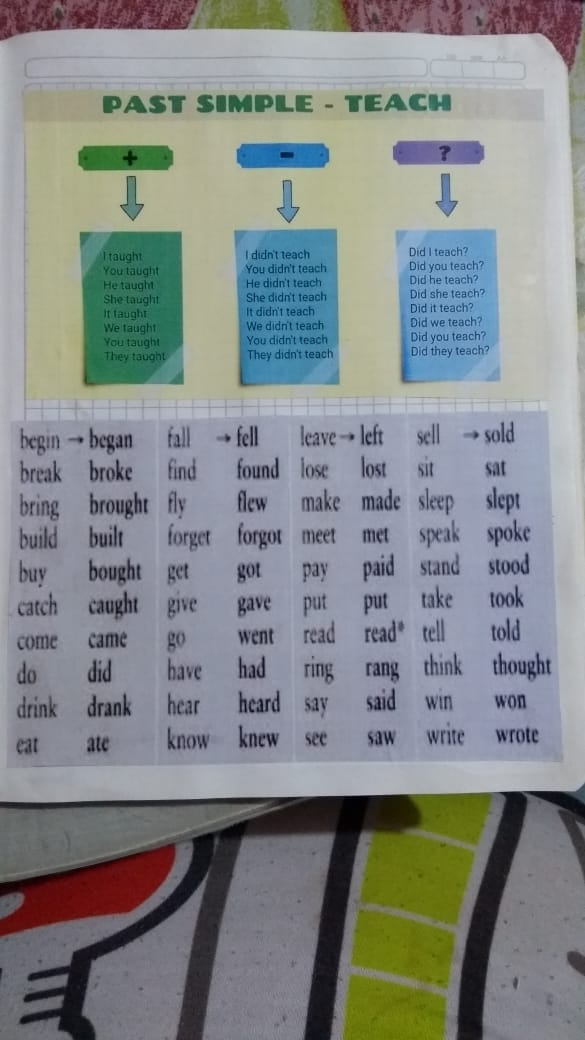 PAST SIMPLE - TEACH
+ - ?
I taught
You taught
He taught
She taught
It taught
We taught
You taught
They taught
I didn't teach
You didn't teach
He didn't teach
She didn't teach
It didn't teach
We didn't teach
You didn't teach
They didn't teach
Did I teach?
Did you teach?
Did he teach?
Did she teach?
Did it teach?
Did we teach?
Did you teach?
Did they teach?
begin → began fall → fell leave → left sell → sold
break broke find found lose lost sit sat
bring brought fly flew make made sleep slept
build built forget forgot meet met speak spoke
buy bought get got pay paid stand stood
catch caught give gave put put take took
come came go went read read* tell told
do did have had ring rang think thought
drink drank hear heard say said win won
eat ate know knew see saw write wrote